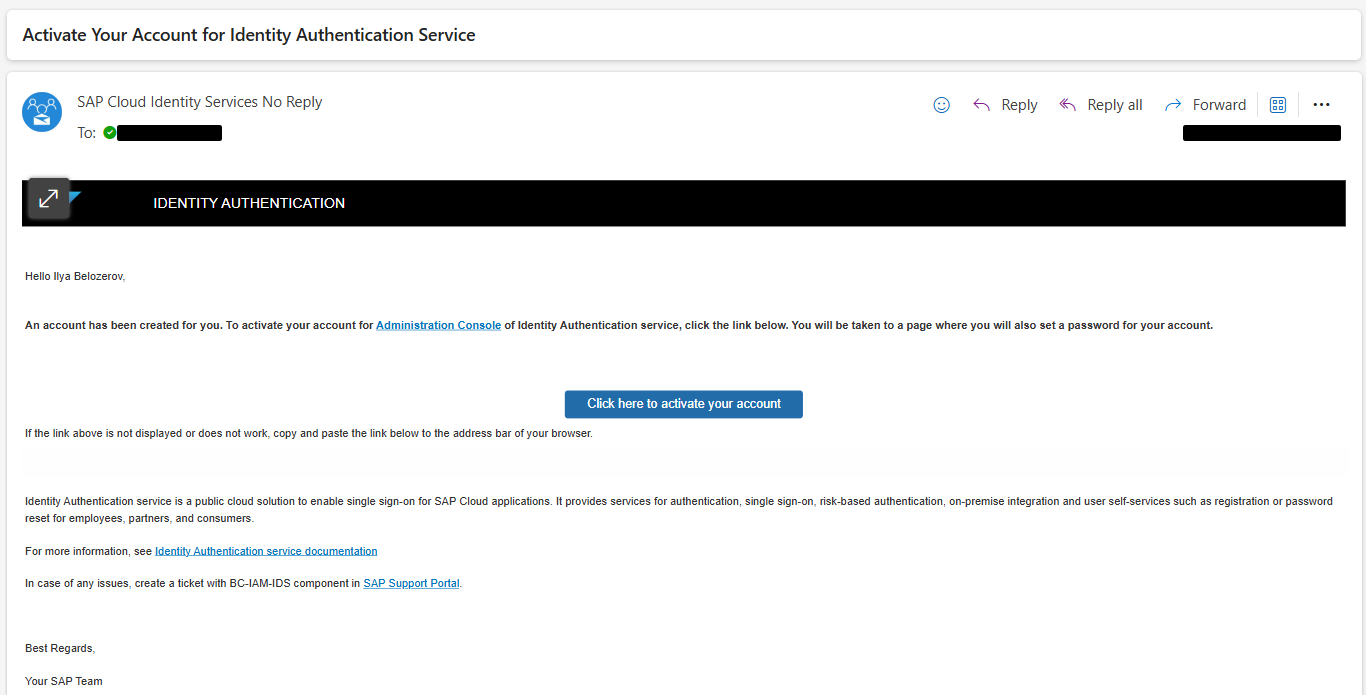 Activate Your Account for Identity Authentication Service
SAP Cloud Identity Services No Reply
Reply
Reply all
Forward
To:
IDENTITY AUTHENTICATION
Hello Ilya Belozerov,
An account has been created for you. To activate your account for Administration Console of Identity Authentication service, click the link below. You will be taken to a page where you will also set a password for your account.
Click here to activate your account
If the link above is not displayed or does not work, copy and paste the link below to the address bar of your browser.
Identity Authentication service is a public cloud solution to enable single sign-on for SAP Cloud applications. It provides services for authentication, single sign-on, risk-based authentication, on-premise integration and user self-services such as registration or password
reset for employees, partners, and consumers.
For more information, see Identity Authentication service documentation
In case of any issues, create a ticket with BC-IAM-IDS component in SAP Support Portal.
Best Regards,
Your SAP Team